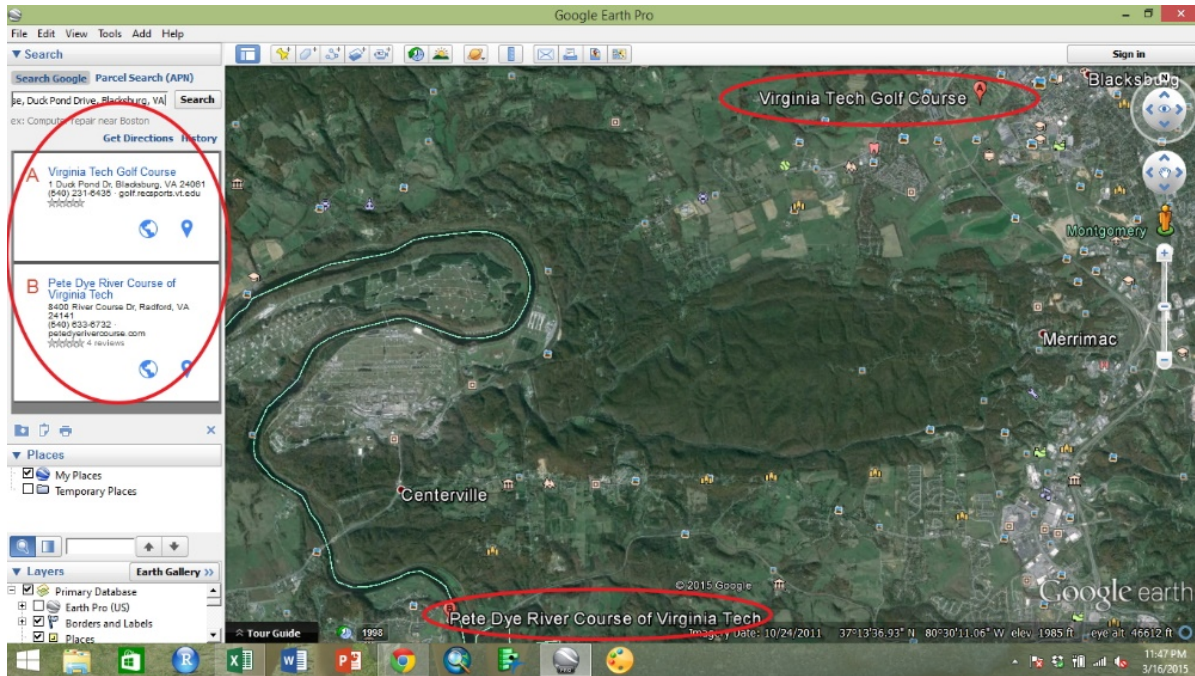 Google Earth Pro
File Edit View Tools Add Help
Search
Sign in
Search Google Parcel Search (APN)
se, Duck Pond Drive, Blacksburg, VA Search
ex: Computer repair near Boston
Get Directions History
A Virginia Tech Golf Course
1 Duck Pond Dr, Blacksburg, VA 24061
(540) 231-6435 · golf.recsports.vt.edu
B Pete Dye River Course of
Virginia Tech
8400 River Course Dr, Radford, VA
24141
(540) 633-6732 ·
petedyerivercourse.com
4 reviews
Places
My Places
Temporary Places
Layers Earth Gallery >>
Primary Database
Earth Pro (US)
Borders and Labels
Places
Virginia Tech Golf Course A
Blacksburg
N
Montgomery
Merrimac
Centerville
© 2015 Google
Google earth
Pete Dye River Course of Virginia Tech
Tour Guide 1998
Imagery Date: 10/24/2011 37°13'36.93" N 80°30'11.06" W elev 1985 ft eye alt 46612 ft
11:47 PM
3/16/2015